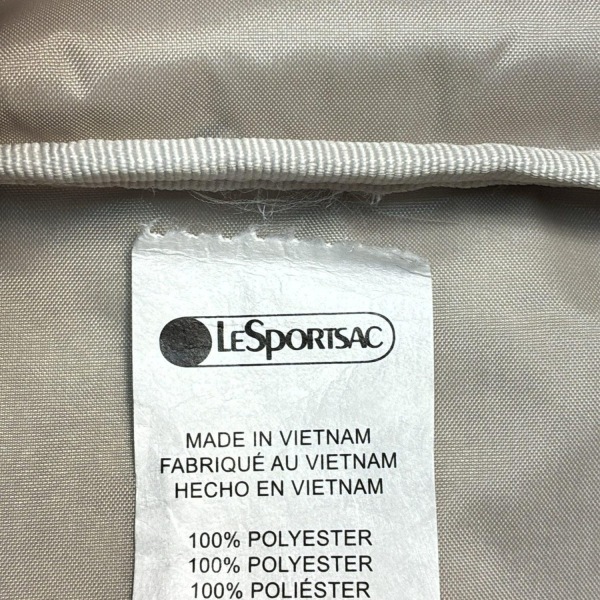 LESPORTSAC
MADE IN VIETNAM
FABRIQUÉ AU VIETNAM
HECHO EN VIETNAM
100% POLYESTER
100% POLYESTER
100% POLIÉSTER